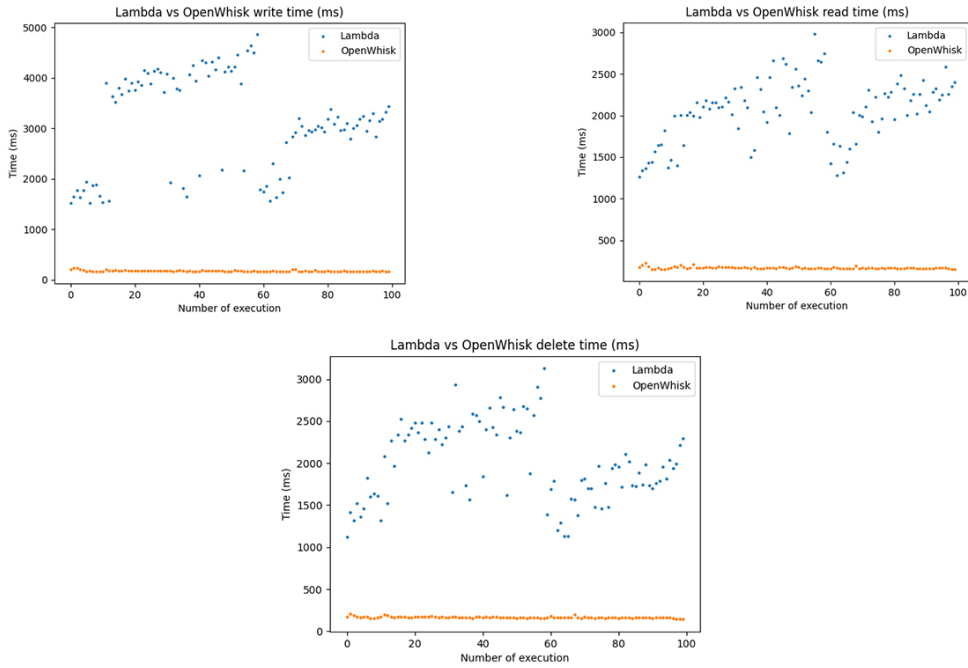 Lambda vs OpenWhisk write time (ms)
5000
4000
3000
2000
1000
0
Time (ms)
Lambda
OpenWhisk
0 20 40 60 80 100
Number of execution
Lambda vs OpenWhisk read time (ms)
3000
2500
2000
1500
1000
500
Time (ms)
Lambda
OpenWhisk
0 20 40 60 80 100
Number of execution
Lambda vs OpenWhisk delete time (ms)
3000
2500
2000
1500
1000
500
0
Time (ms)
Lambda
OpenWhisk
0 20 40 60 80 100
Number of execution